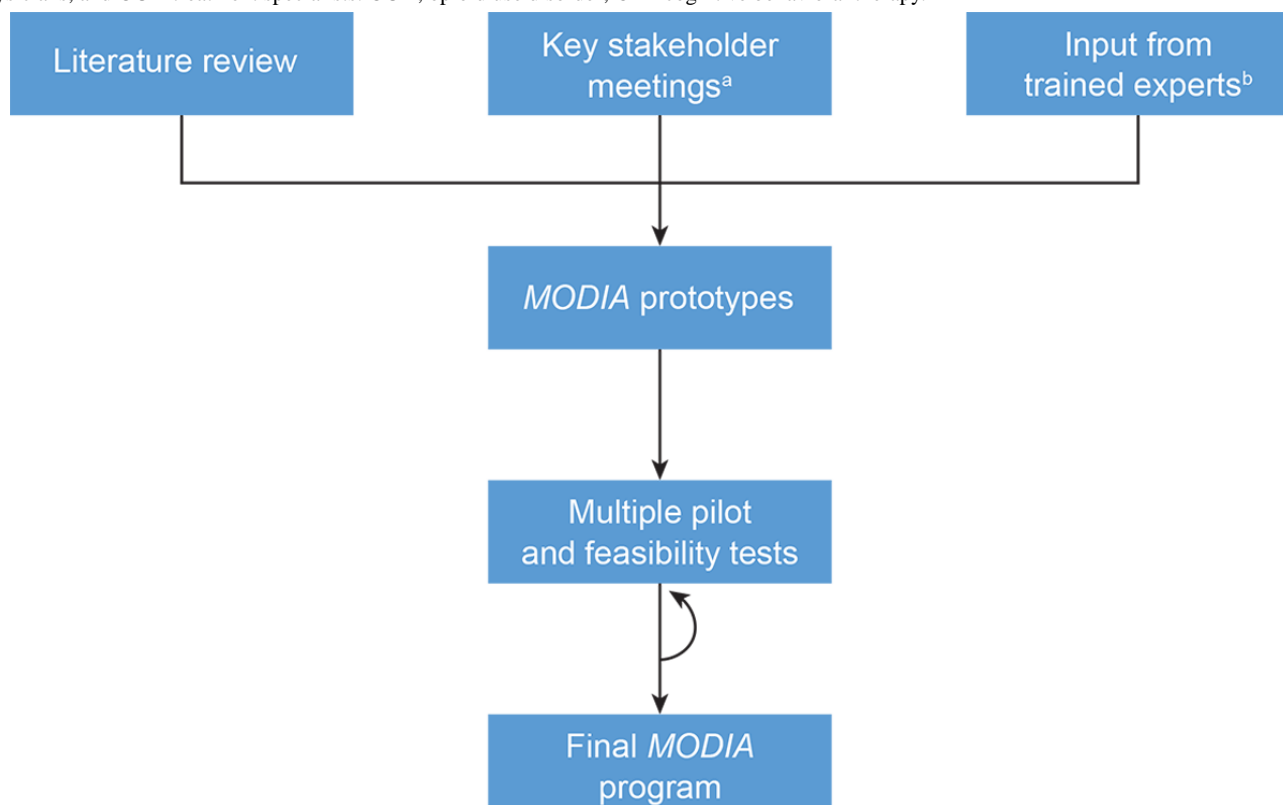 Literature review
Key stakeholder
meetingsᵃ
Input from
trained expertsᵇ
MODIA prototypes
Multiple pilot
and feasibility tests
Final MODIA
program